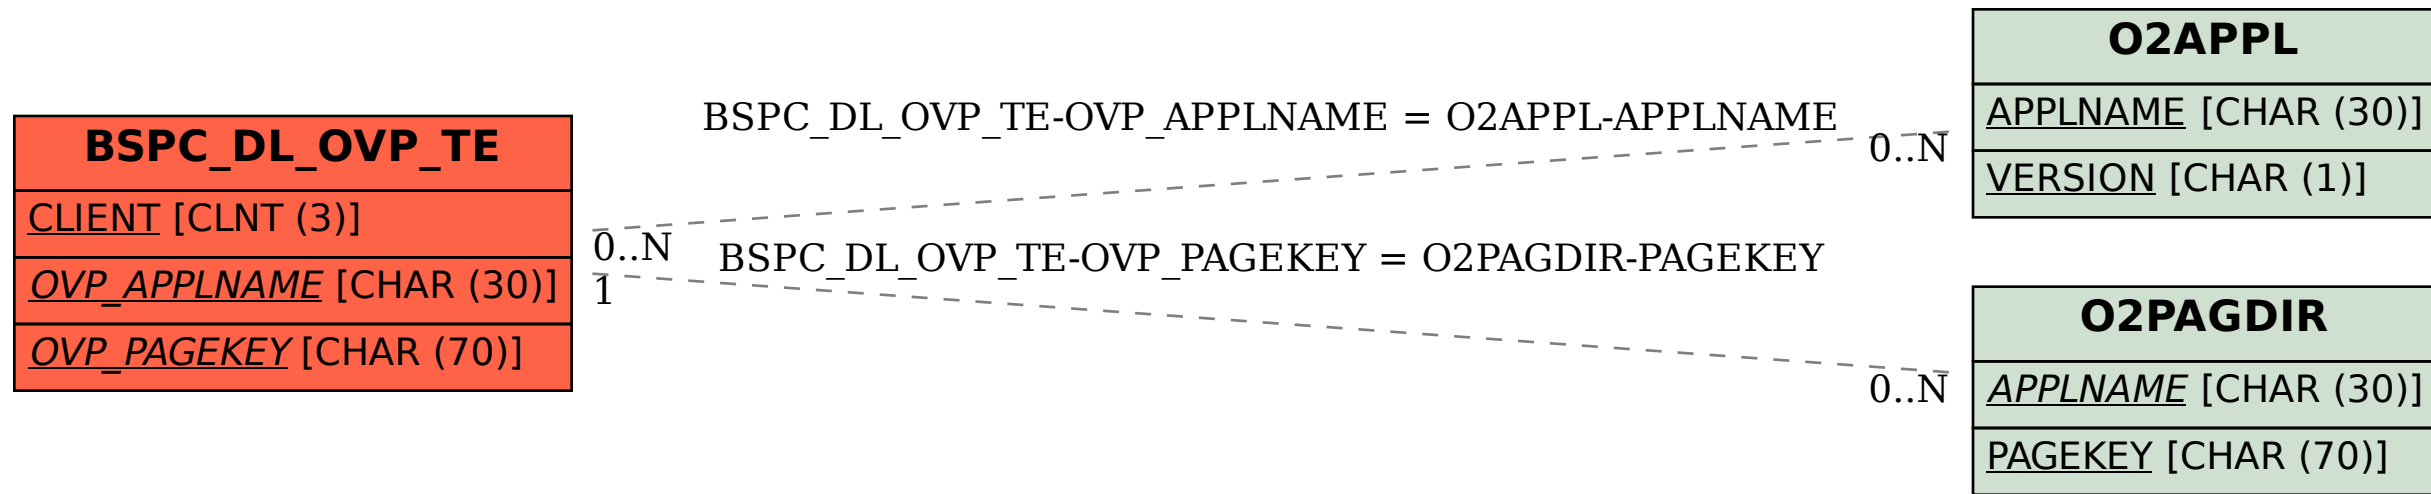 BSPC_DL_OVP_TE
CLIENT [CLNT (3)]
OVP_APPLNAME [CHAR (30)]
OVP_PAGEKEY [CHAR (70)]
BSPC_DL_OVP_TE-OVP_APPLNAME = O2APPL-APPLNAME
0..N
0..N
BSPC_DL_OVP_TE-OVP_PAGEKEY = O2PAGDIR-PAGEKEY
1
0..N
O2APPL
APPLNAME [CHAR (30)]
VERSION [CHAR (1)]
O2PAGDIR
APPLNAME [CHAR (30)]
PAGEKEY [CHAR (70)]